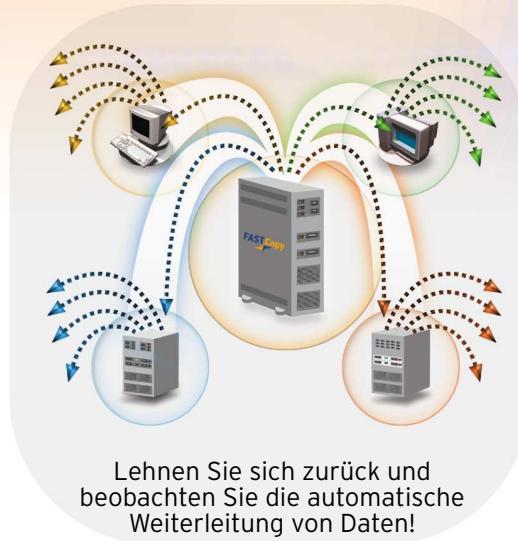 FASTCopy
Lehnen Sie sich zurück und
beobachten Sie die automatische
Weiterleitung von Daten!